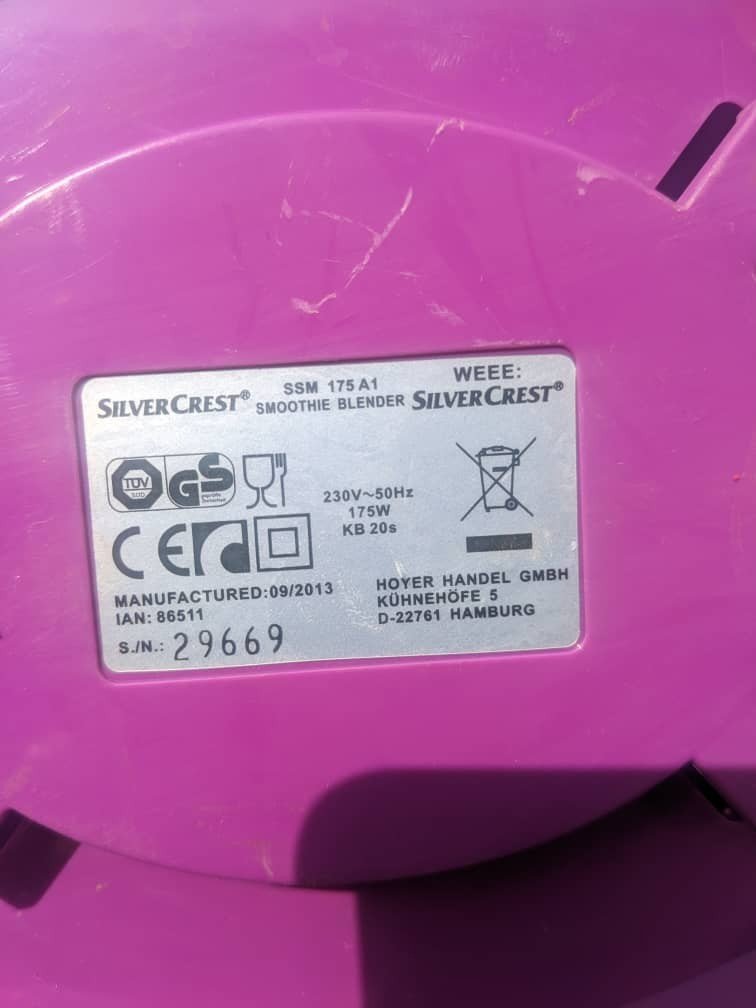 SILVERCREST® SSM 175 A1 SMOOTHIE BLENDER
WEEE: SILVERCREST®
TÜV SÜD GS
230V~50Hz
175W
KB 20s
CE
MANUFACTURED:09/2013
IAN: 86511
S./N.: 29669
HOYER HANDEL GMBH
KÜHNEHÖFE 5
D-22761 HAMBURG